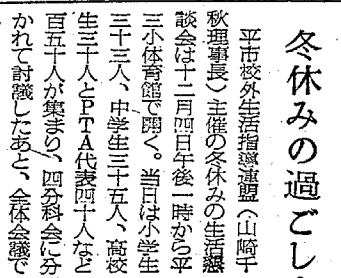 冬休みの過ごし
平市校外生活指導連盟（山崎千
秋理事長）主催の冬休みの生活懇
談会は十二月四日午後一時から平
三小体育館で開く。当日は小学生
三十三人、中学生三十五人、高校
生三十人とPTA代表四十人など
百五十人が集まり、四分科会に分
かれて討議したあと、全体会議で